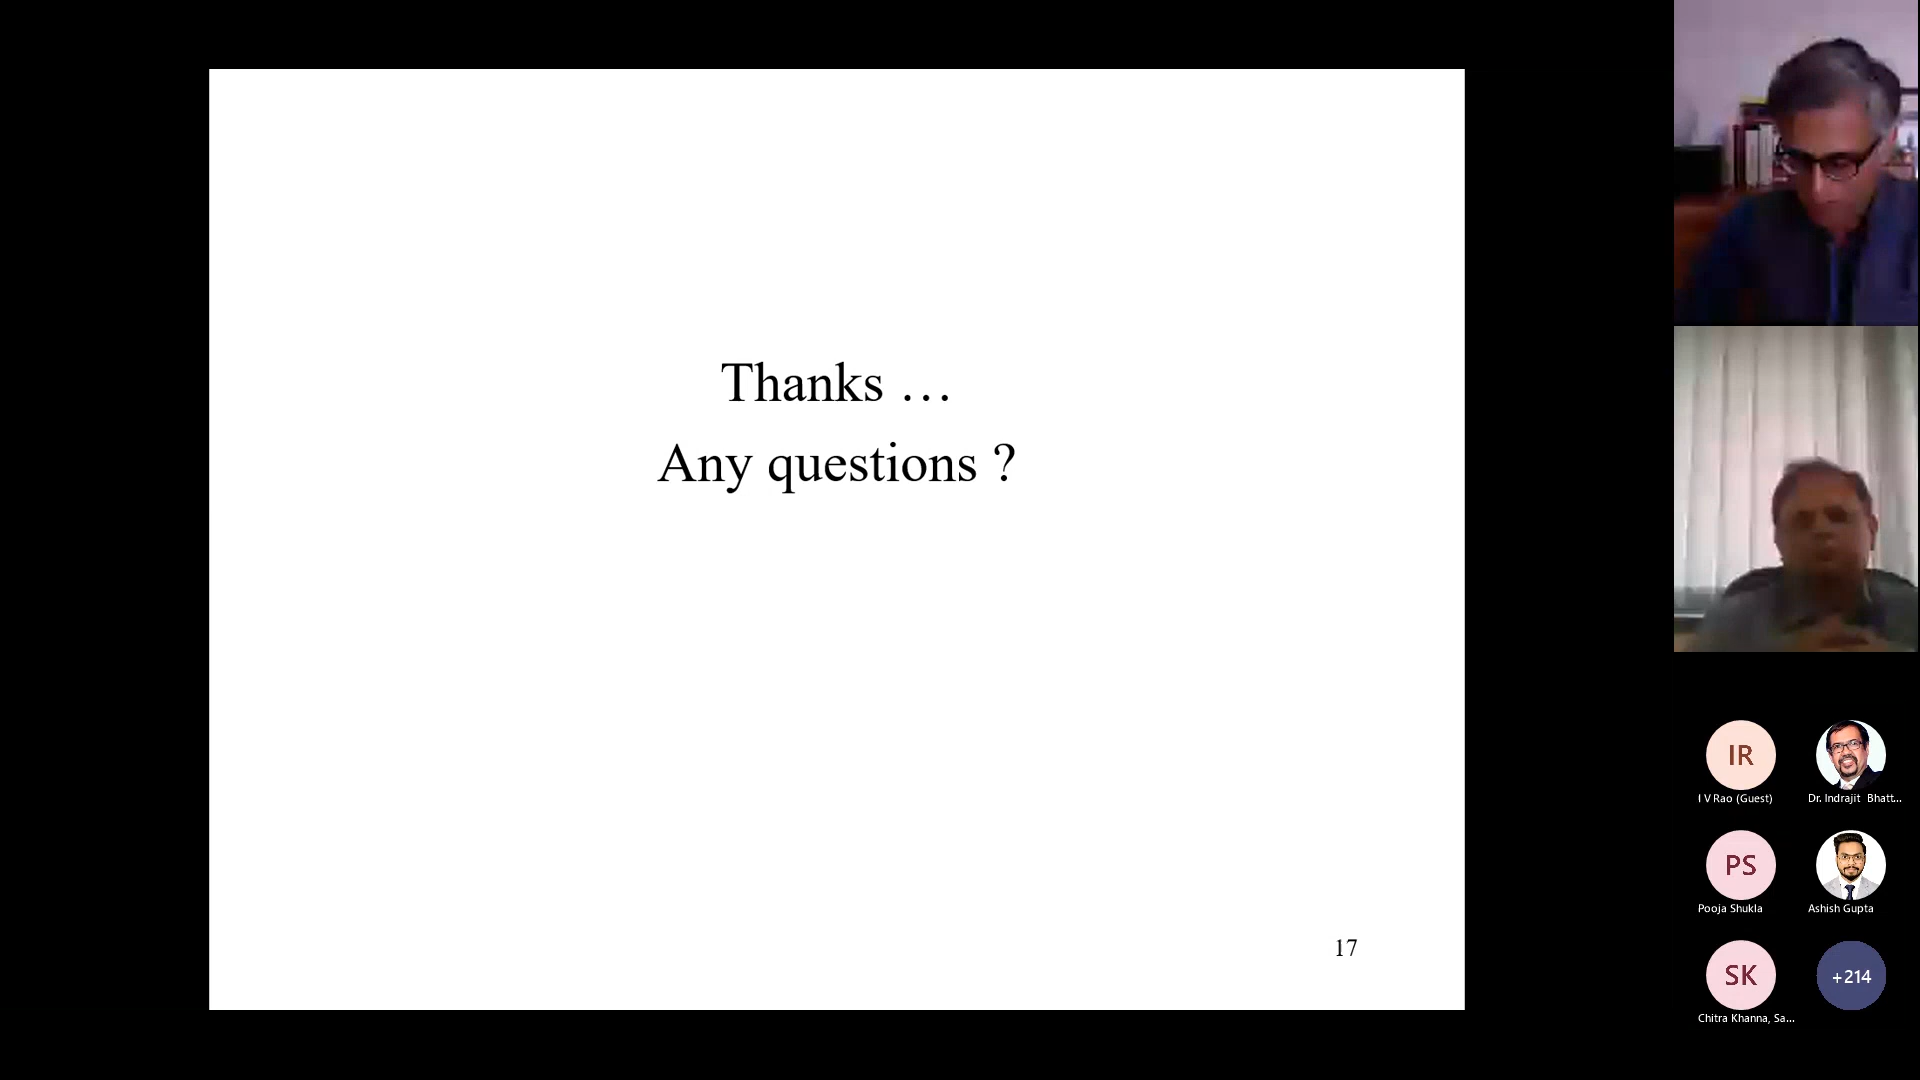 Thanks …
Any questions ?
17
IR
I V Rao (Guest)
Dr. Indrajit Bhatt...
PS
Pooja Shukla
Ashish Gupta
SK
Chitra Khanna, Sa...
+214